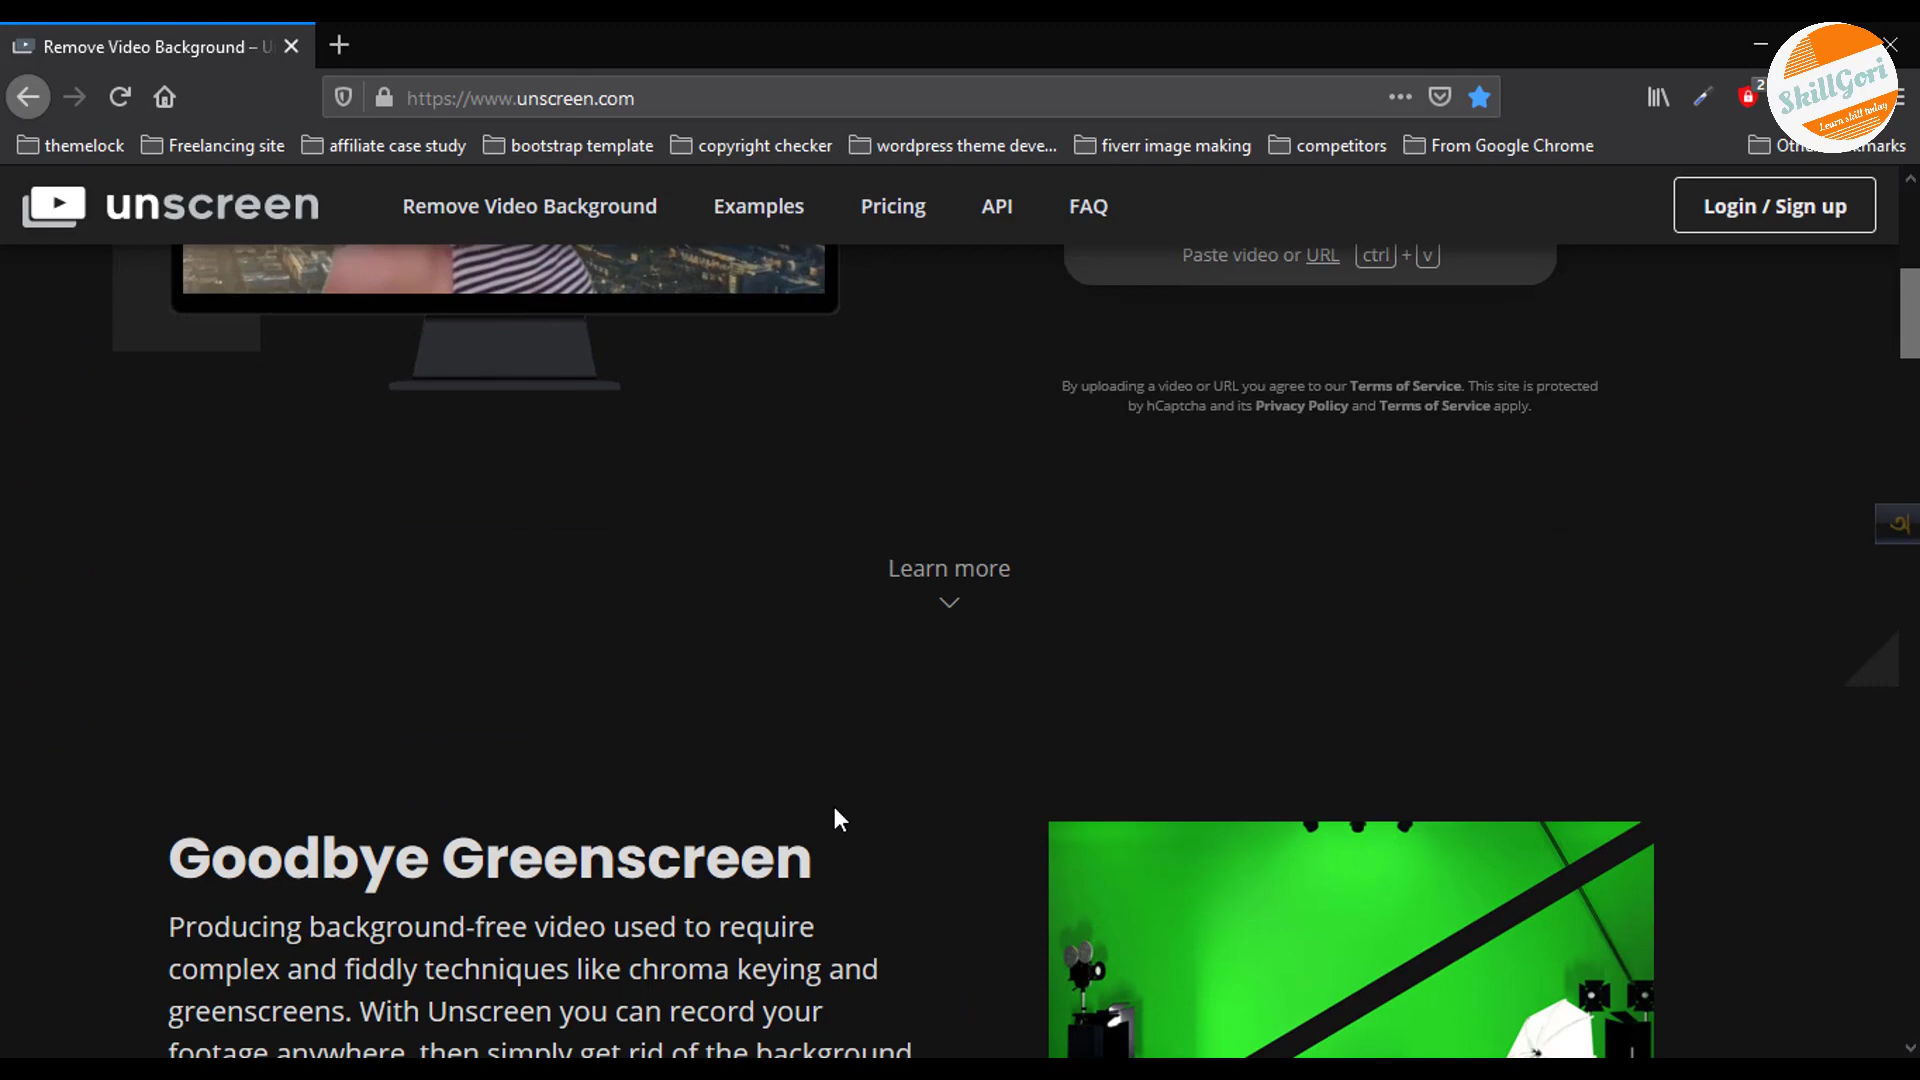 Remove Video Background – U
SkillGori
Learn skill today
https://www.unscreen.com
2
themelock
Freelancing site
affiliate case study
bootstrap template
copyright checker
wordpress theme deve...
fiverr image making
competitors
From Google Chrome
unscreen
Remove Video Background
Examples
Pricing
API
FAQ
Login / Sign up
Paste video or URL ctrl + v
By uploading a video or URL you agree to our Terms of Service. This site is protected
by hCaptcha and its Privacy Policy and Terms of Service apply.
অ
Learn more
Goodbye Greenscreen
Producing background-free video used to require
complex and fiddly techniques like chroma keying and
greenscreens. With Unscreen you can record your
footage anywhere, then simply get rid of the background